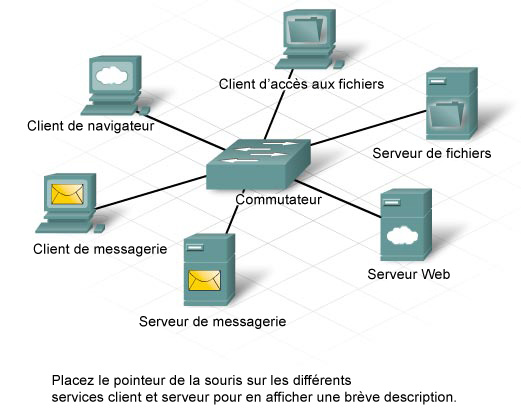 Client d'accès aux fichiers
Client de navigateur
Serveur de fichiers
Commutateur
Client de messagerie
Serveur Web
Serveur de messagerie
Placez le pointeur de la souris sur les différents
services client et serveur pour en afficher une brève description.